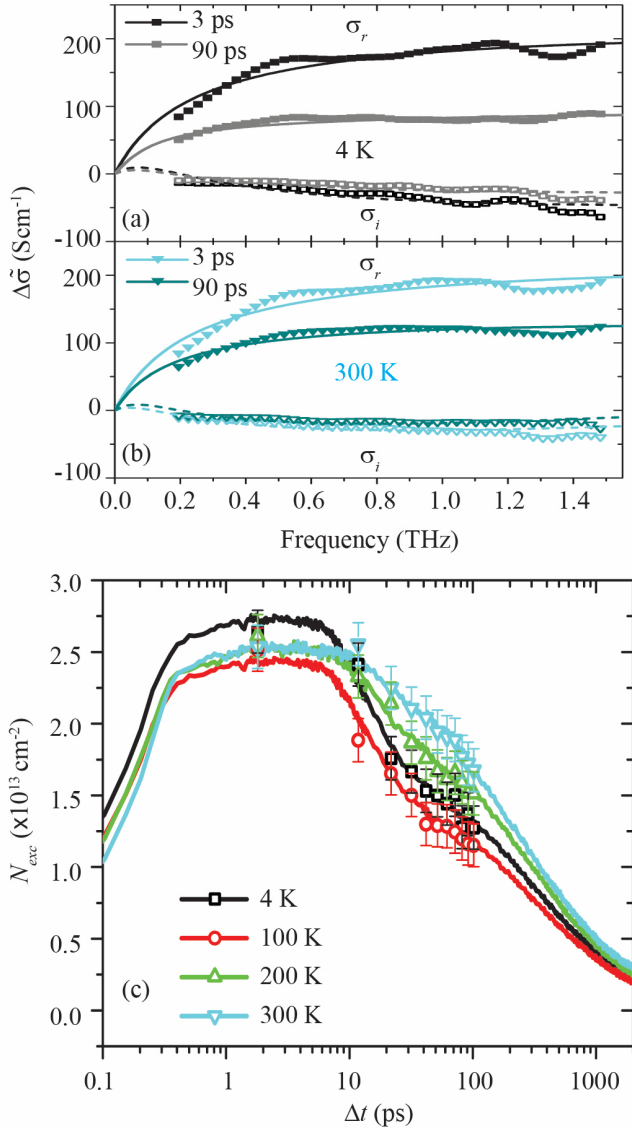 3 ps
σr
200
90 ps
100
4 K
0
(a)
σi
-100
Δσ̃ (Scm⁻¹)
3 ps
σr
200
90 ps
100
300 K
0
(b)
σi
-100
0.0 0.2 0.4 0.6 0.8 1.0 1.2 1.4
Frequency (THz)
3.0
2.5
2.0
1.5
1.0
0.5
0.0
Nexc (x10¹³ cm⁻²)
4 K
100 K
200 K
300 K
(c)
0.1 1 10 100 1000
Δt (ps)